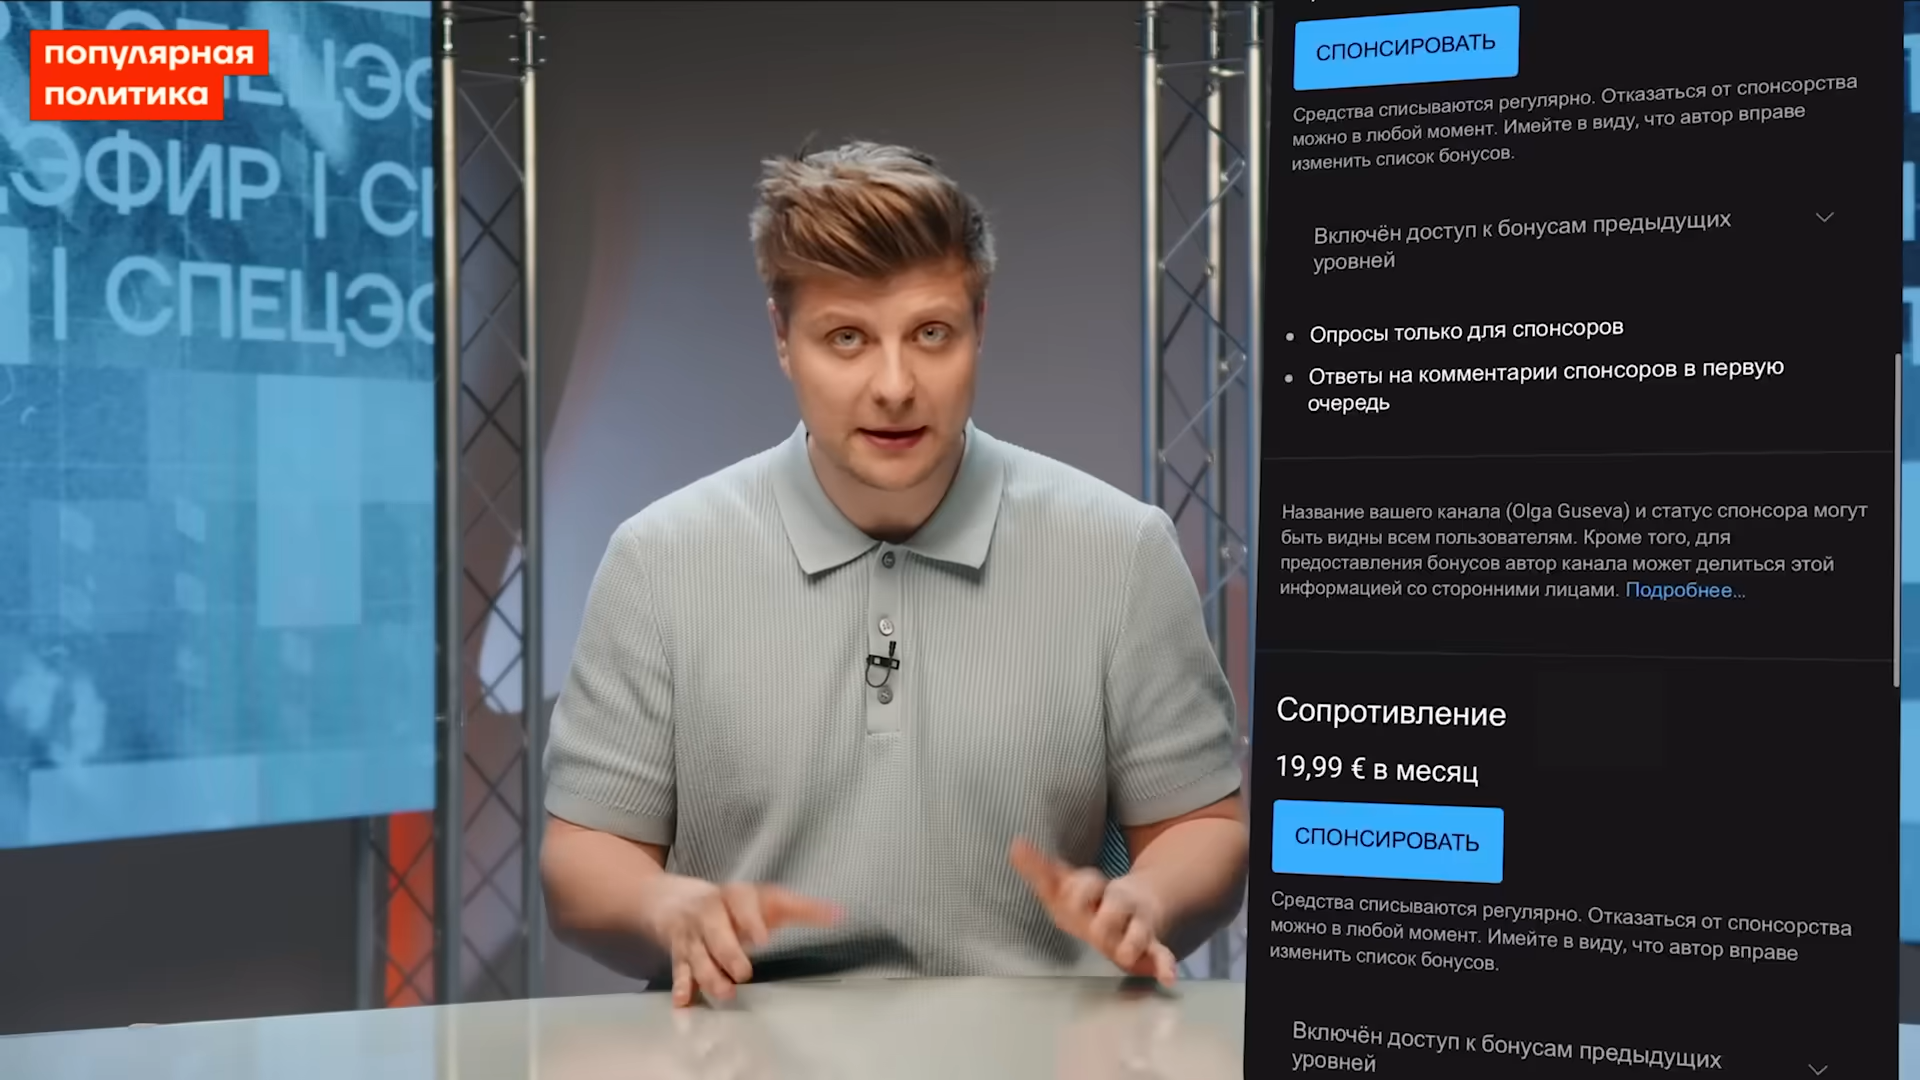 популярная
политика
СПЕЦЭФ
ЭФИР | СП
| СПЕЦЭФ
СПОНСИРОВАТЬ
Средства списываются регулярно. Отказаться от спонсорства
можно в любой момент. Имейте в виду, что автор вправе
изменить список бонусов.
Включён доступ к бонусам предыдущих
уровней
• Опросы только для спонсоров
• Ответы на комментарии спонсоров в первую
очередь
Название вашего канала (Olga Guseva) и статус спонсора могут
быть видны всем пользователям. Кроме того, для
предоставления бонусов автор канала может делиться этой
информацией со сторонними лицами. Подробнее...
Сопротивление
19,99 € в месяц
СПОНСИРОВАТЬ
Средства списываются регулярно. Отказаться от спонсорства
можно в любой момент. Имейте в виду, что автор вправе
изменить список бонусов.
Включён доступ к бонусам предыдущих
уровней